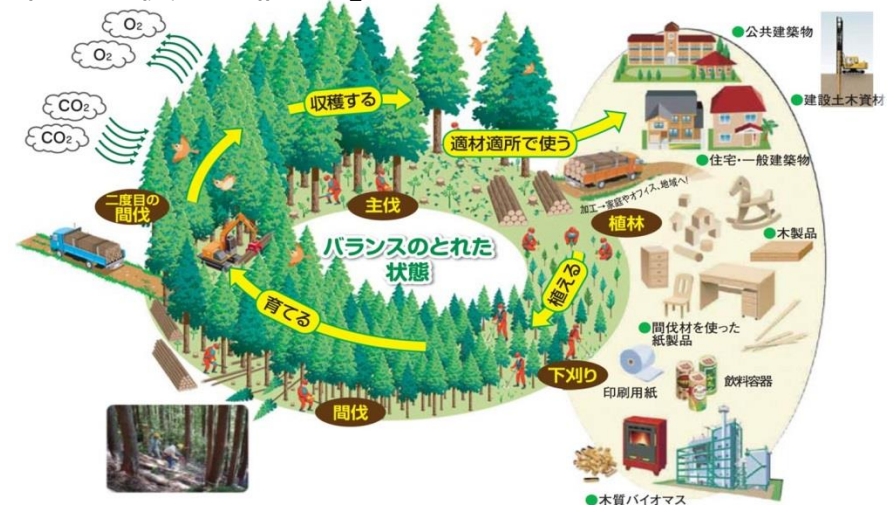 O₂
O₂
CO₂
CO₂
収穫する
適材適所で使う
主伐
二度目の
間伐
バランスのとれた
状態
加工→家庭やオフィス、地域へ!
植林
植える
育てる
間伐
下刈り
●公共建築物
●建設土木資材
●住宅・一般建築物
●木製品
●間伐材を使った
紙製品
印刷用紙
飲料容器
●木質バイオマス